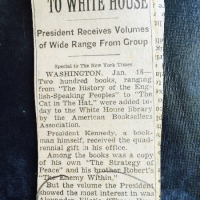 TO WHITE HOUSE
President Receives Volumes
of Wide Range From Group
Special to The New York Times
WASHINGTON, Jan. 18—
Two hundred books, ranging
from "The History of the Eng-
lish-Speaking Peoples" to "The
Cat in The Hat," were added to-
day to the White House library
by the American Booksellers
Association.
President Kennedy, a book-
man himself, received the quad-
rennial gift in his office.
Among the books was a copy
of his own "The Strategy of
Peace" and his brother Robert's
"The Enemy Within."
But the volume the President
showed the most interest in was